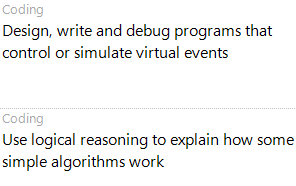 Coding
Design, write and debug programs that
control or simulate virtual events
Coding
Use logical reasoning to explain how some
simple algorithms work